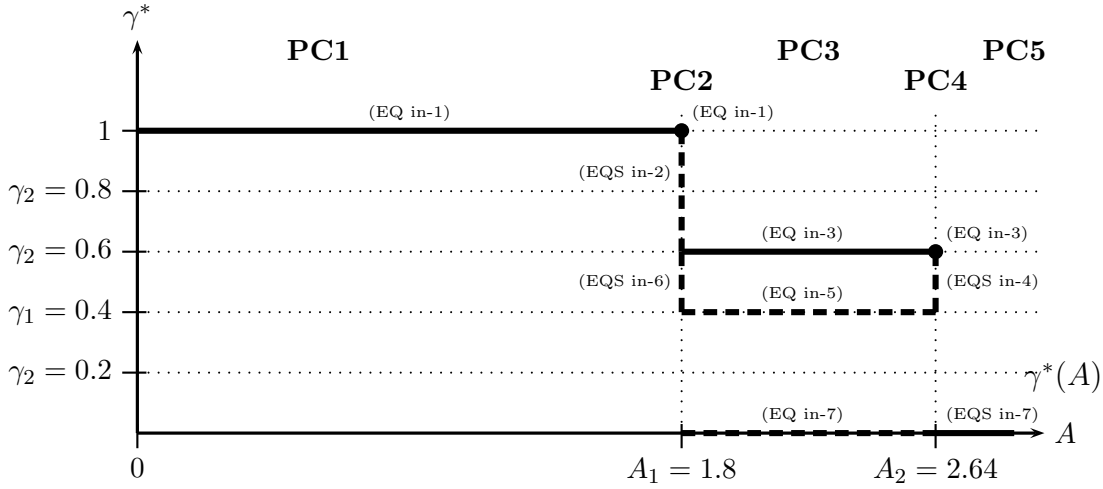 γ*
PC1 PC3 PC5
PC2 PC4
(EQ in-1) (EQ in-1)
1
(EQS in-2)
γ₂ = 0.8
(EQ in-3) (EQ in-3)
γ₂ = 0.6
(EQS in-6) (EQ in-5) (EQS in-4)
γ₁ = 0.4
γ₂ = 0.2
γ*(A)
(EQ in-7) (EQS in-7)
A
0 A₁ = 1.8 A₂ = 2.64